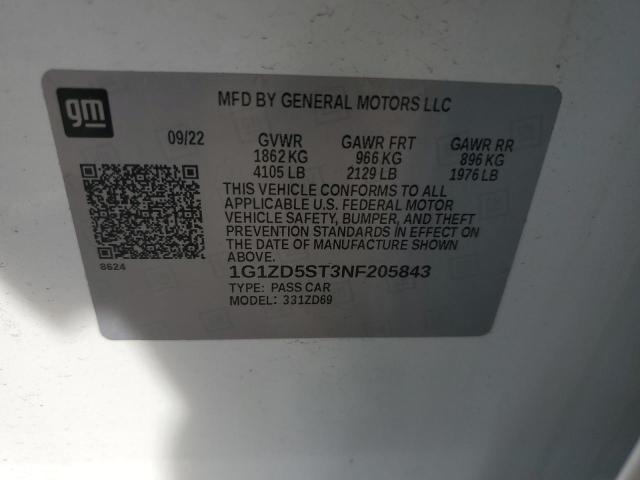 gm
MFD BY GENERAL MOTORS LLC
09/22 GVWR GAWR FRT GAWR RR
1862 KG 966 KG 896 KG
4105 LB 2129 LB 1976 LB
THIS VEHICLE CONFORMS TO ALL
APPLICABLE U.S. FEDERAL MOTOR
VEHICLE SAFETY, BUMPER, AND THEFT
PREVENTION STANDARDS IN EFFECT ON
THE DATE OF MANUFACTURE SHOWN
ABOVE.
8624
1G1ZD5ST3NF205843
TYPE: PASS CAR
MODEL: 331ZD69